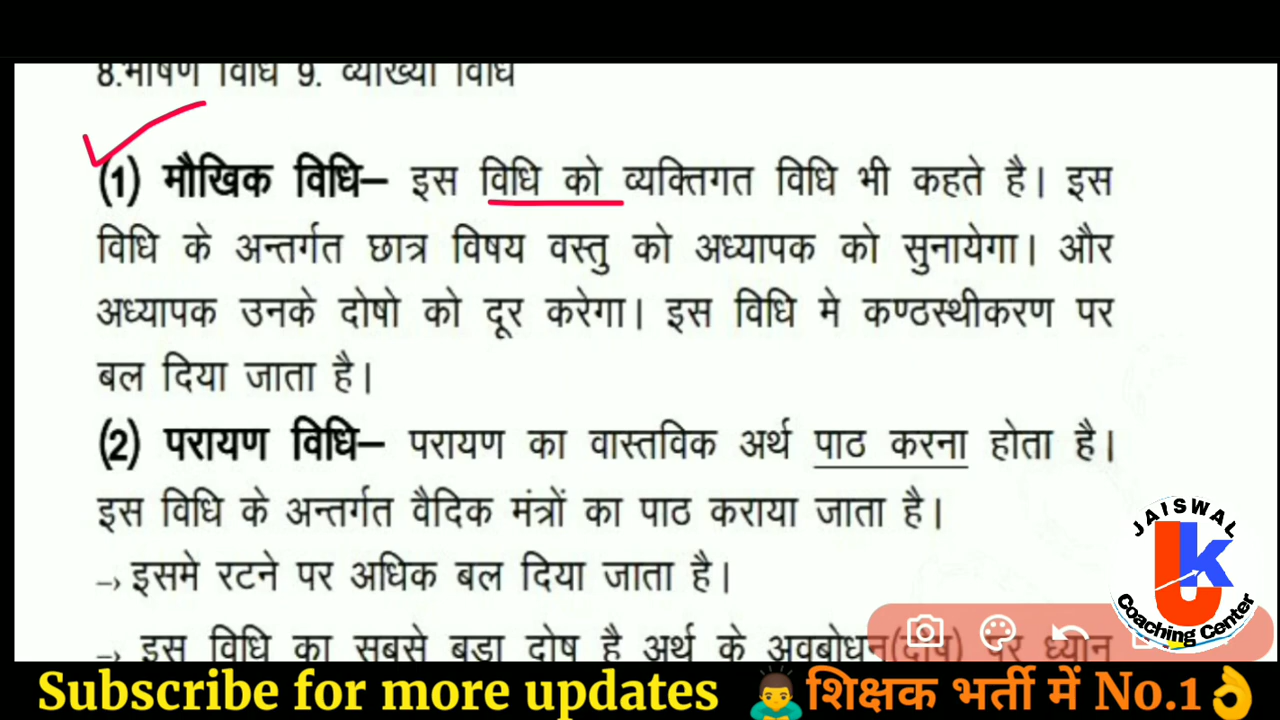 8.भाषण विधि 9. व्याख्या विधि
(1) मौखिक विधि– इस विधि को व्यक्तिगत विधि भी कहते है। इस
विधि के अन्तर्गत छात्र विषय वस्तु को अध्यापक को सुनायेगा। और
अध्यापक उनके दोषो को दूर करेगा। इस विधि मे कण्ठस्थीकरण पर
बल दिया जाता है।
(2) परायण विधि– परायण का वास्तविक अर्थ पाठ करना होता है।
इस विधि के अन्तर्गत वैदिक मंत्रों का पाठ कराया जाता है।
→ इसमे रटने पर अधिक बल दिया जाता है।
→ इस विधि का सबसे बडा दोष है अर्थ के अवबोधन(दोष) पर ध्यान
JAISWAL
JK
Coaching Center
Subscribe for more updates शिक्षक भर्ती में No.1